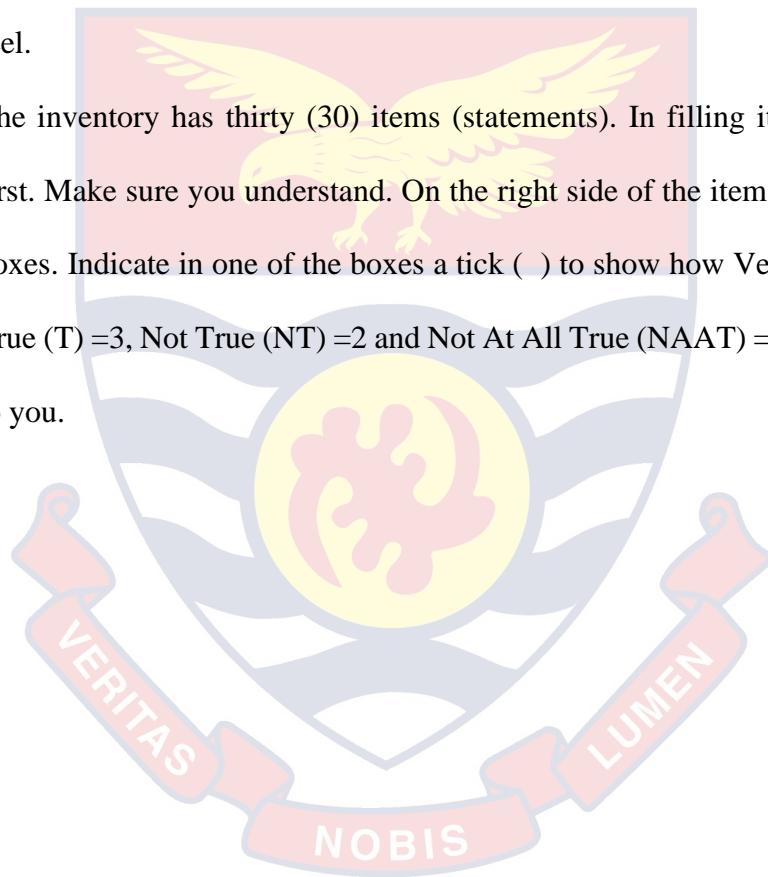 el.
he inventory has thirty (30) items (statements). In filling it
rst. Make sure you understand. On the right side of the item
oxes. Indicate in one of the boxes a tick ( ) to show how Ve
rue (T) =3, Not True (NT) =2 and Not At All True (NAAT) =
you.
VERITAS
NOBIS
LUMEN